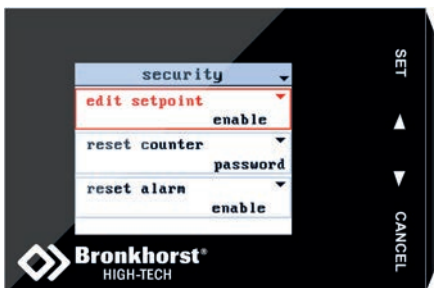 security
edit setpoint
enable
reset counter
password
reset alarm
enable
SET
CANCEL
Bronkhorst®
HIGH-TECH